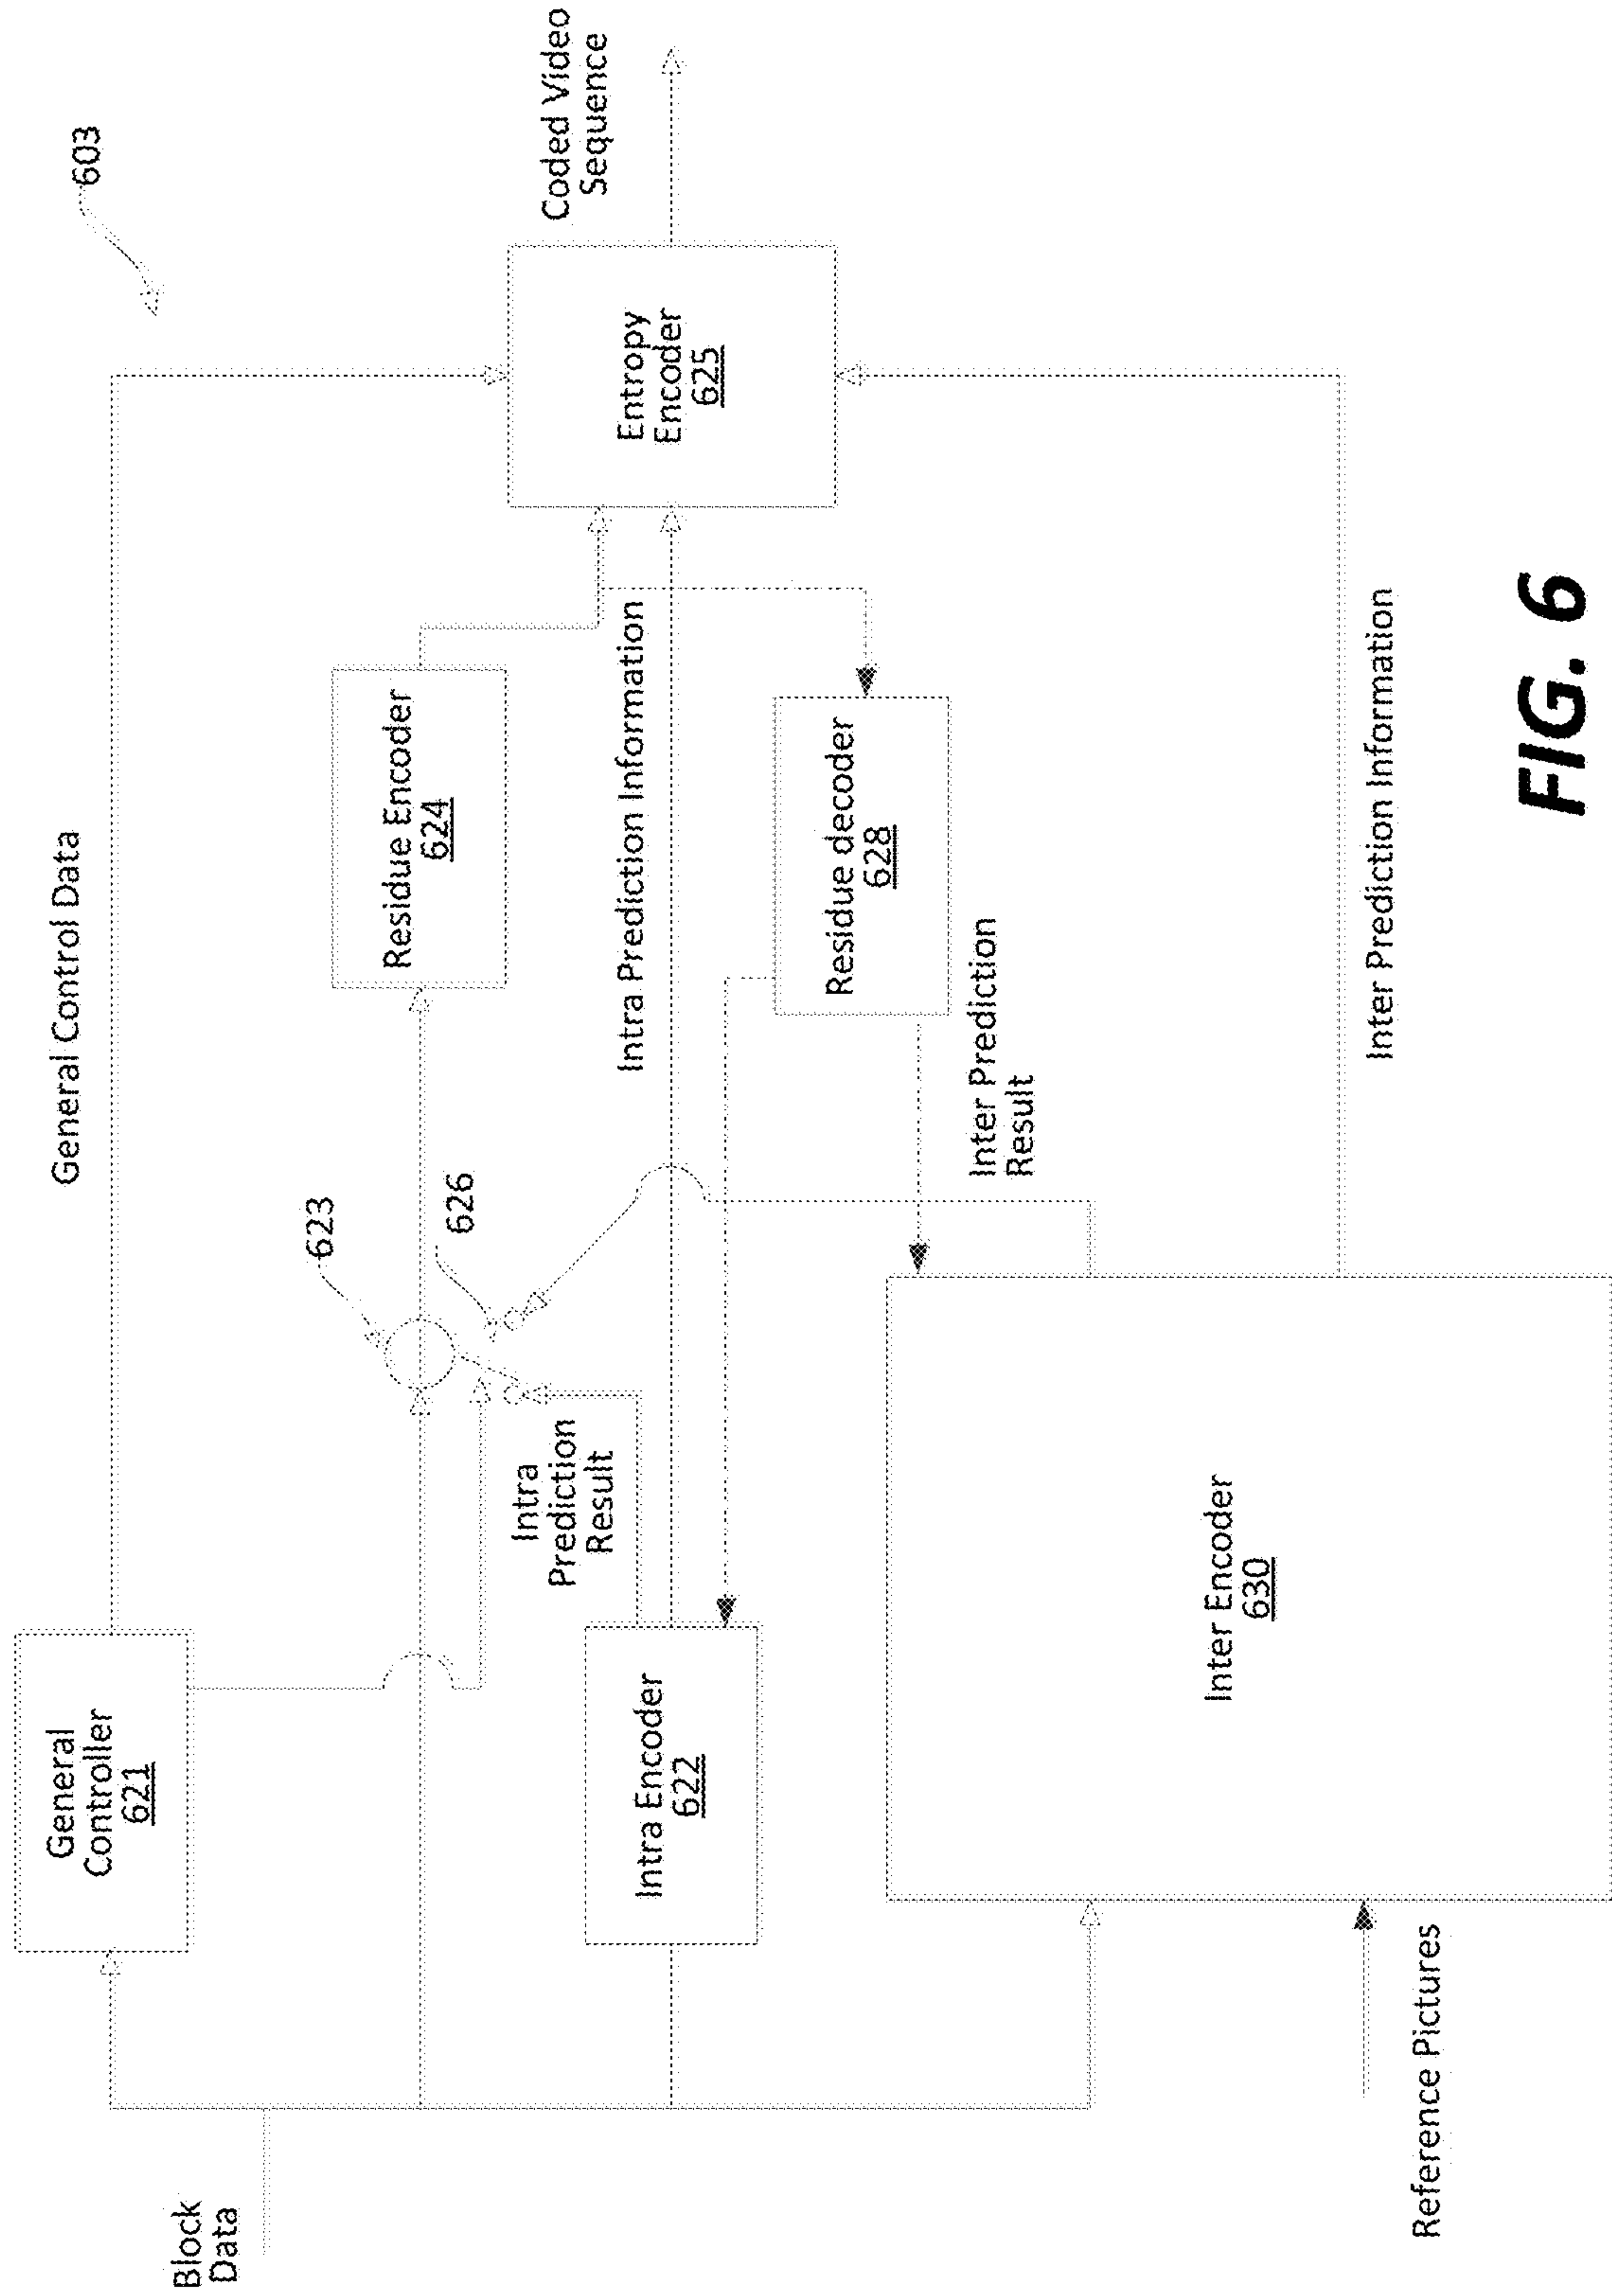 603
General Control Data
Coded Video
Sequence
General
Controller
621
623
Residue Encoder
624
626
Entropy
Encoder
625
Block
Data
Intra
Prediction
Result
Intra Prediction Information
Intra Encoder
622
Residue decoder
628
Inter Prediction
Result
Inter Encoder
630
Inter Prediction Information
Reference Pictures
FIG. 6